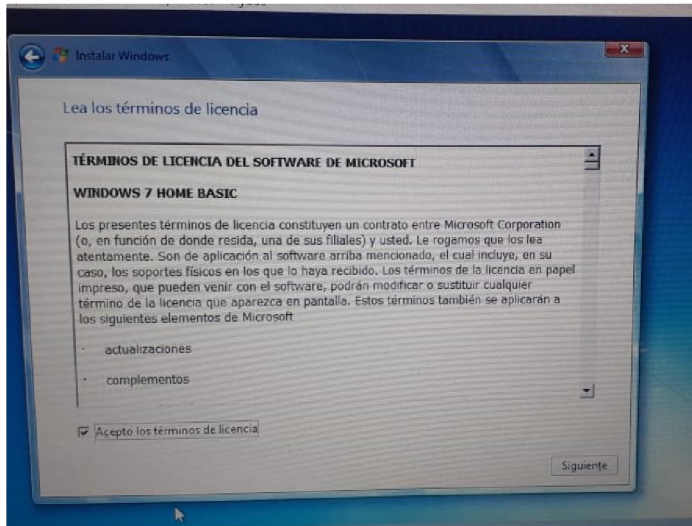 Instalar Windows
Lea los términos de licencia
TÉRMINOS DE LICENCIA DEL SOFTWARE DE MICROSOFT
WINDOWS 7 HOME BASIC
Los presentes términos de licencia constituyen un contrato entre Microsoft Corporation
(o, en función de donde resida, una de sus filiales) y usted. Le rogamos que los lea
atentamente. Son de aplicación al software arriba mencionado, el cual incluye, en su
caso, los soportes físicos en los que lo haya recibido. Los términos de la licencia en papel
impreso, que pueden venir con el software, podrán modificar o sustituir cualquier
término de la licencia que aparezca en pantalla. Estos términos también se aplicarán a
los siguientes elementos de Microsoft
· actualizaciones
· complementos
Acepto los términos de licencia
Siguiente